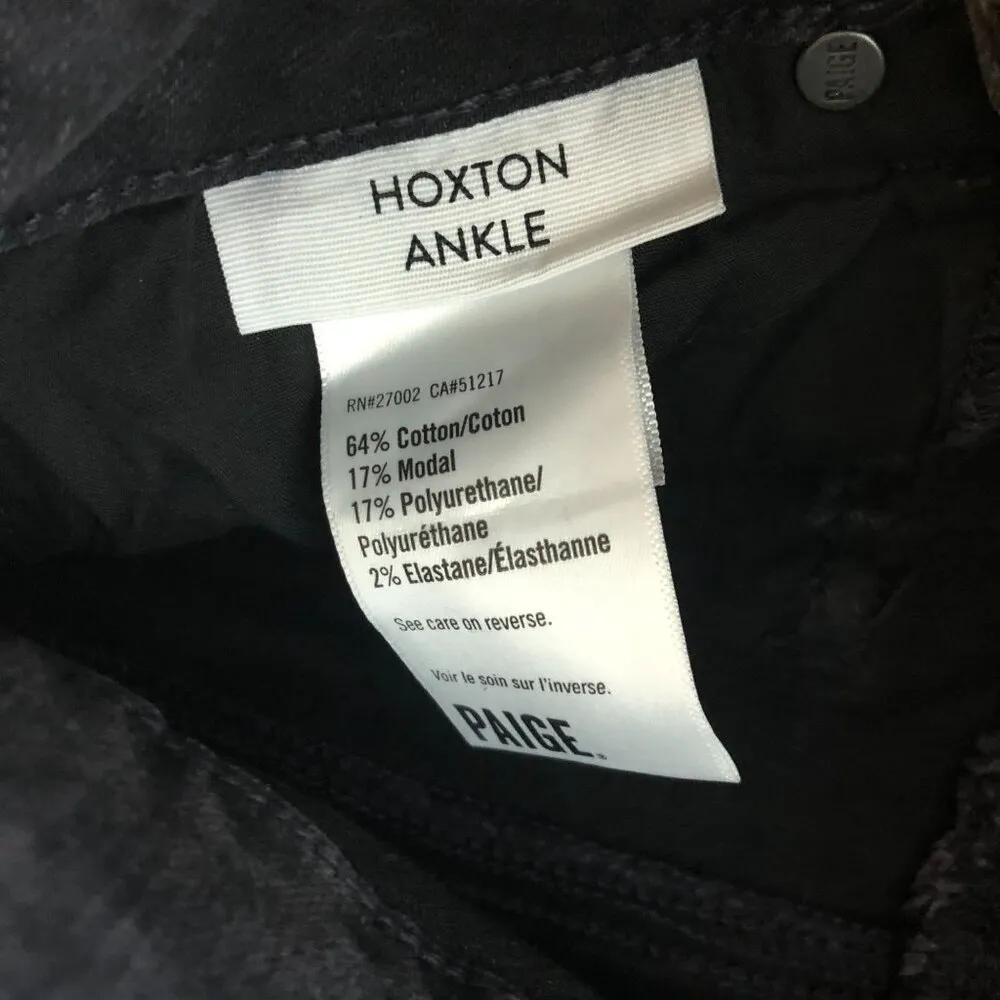 PAIGE
HOXTON
ANKLE
RN#27002 CA#51217
64% Cotton/Coton
17% Modal
17% Polyurethane/
Polyuréthane
2% Elastane/Élasthanne
See care on reverse.
Voir le soin sur l'inverse.
PAIGE.